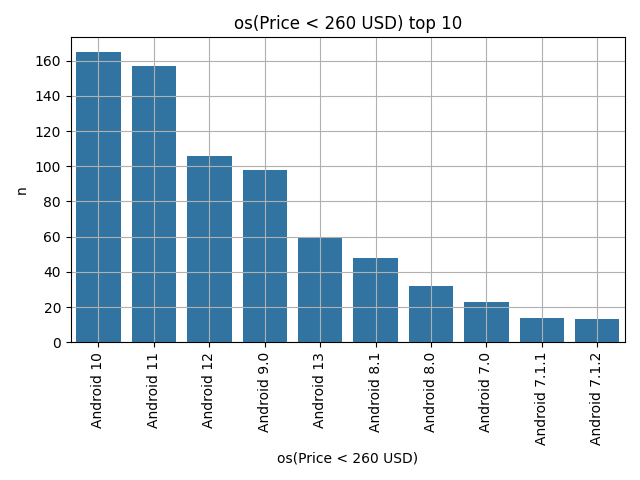 os(Price < 260 USD) top 10
160
140
120
100
80
60
40
20
0
n
Android 10
Android 11
Android 12
Android 9.0
Android 13
Android 8.1
Android 8.0
Android 7.0
Android 7.1.1
Android 7.1.2
os(Price < 260 USD)